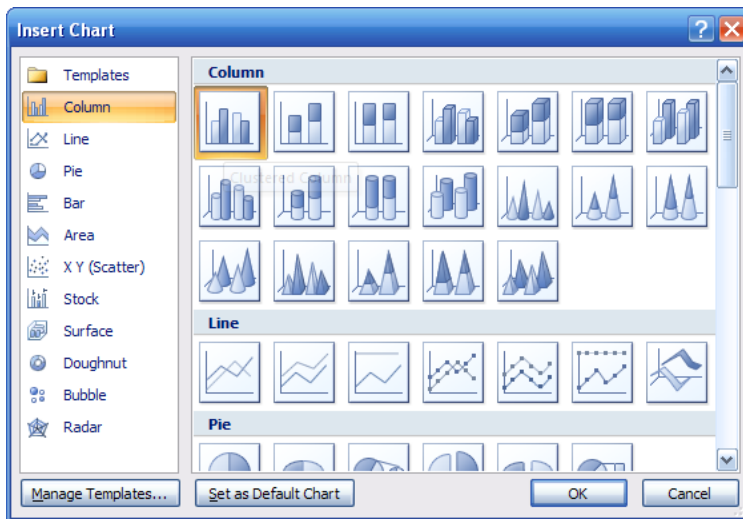 Insert Chart
Templates
Column
Line
Pie
Bar
Area
X Y (Scatter)
Stock
Surface
Doughnut
Bubble
Radar
Column
Clustered Column
Line
Pie
Manage Templates...
Set as Default Chart
OK
Cancel